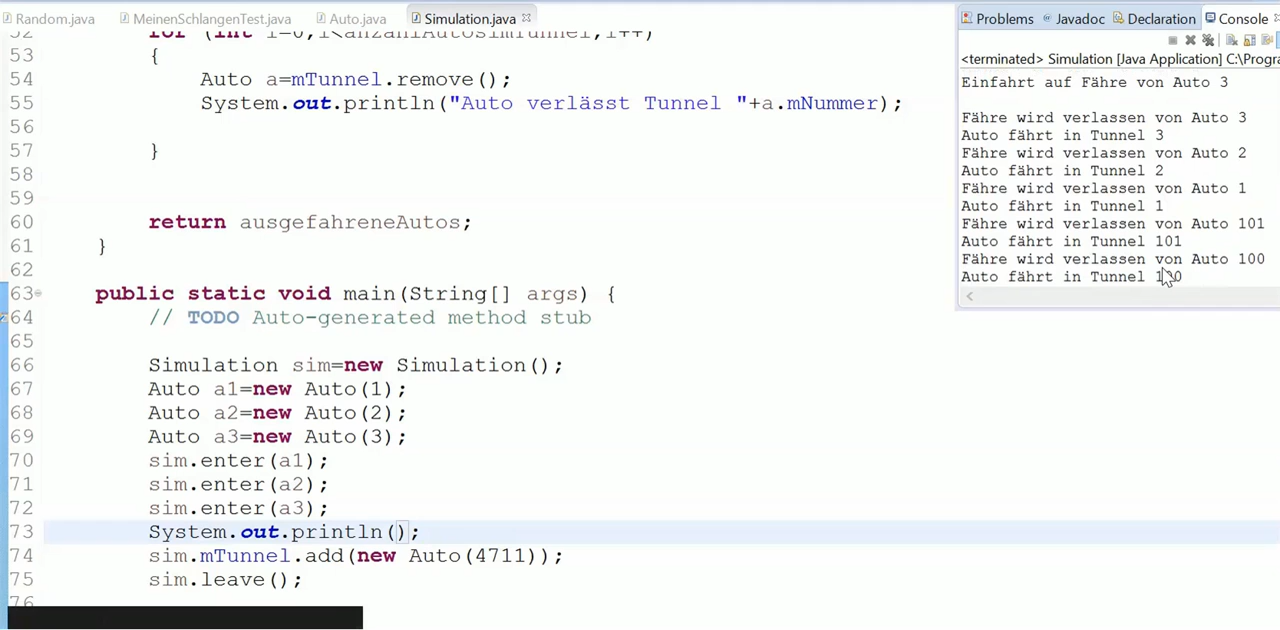 Random.java MeinenSchlangenTest.java Auto.java Simulation.java
Problems Javadoc Declaration Console
<terminated> Simulation [Java Application] C:\Progra
Einfahrt auf Fähre von Auto 3
Fähre wird verlassen von Auto 3
Auto fährt in Tunnel 3
Fähre wird verlassen von Auto 2
Auto fährt in Tunnel 2
Fähre wird verlassen von Auto 1
Auto fährt in Tunnel 1
Fähre wird verlassen von Auto 101
Auto fährt in Tunnel 101
Fähre wird verlassen von Auto 100
Auto fährt in Tunnel 100
53 {
54 Auto a=mTunnel.remove();
55 System.out.println("Auto verlässt Tunnel "+a.mNummer);
56
57 }
58
59
60 return ausgefahreneAutos;
61 }
62
63 public static void main(String[] args) {
64 // TODO Auto-generated method stub
65
66 Simulation sim=new Simulation();
67 Auto a1=new Auto(1);
68 Auto a2=new Auto(2);
69 Auto a3=new Auto(3);
70 sim.enter(a1);
71 sim.enter(a2);
72 sim.enter(a3);
73 System.out.println();
74 sim.mTunnel.add(new Auto(4711));
75 sim.leave();
76